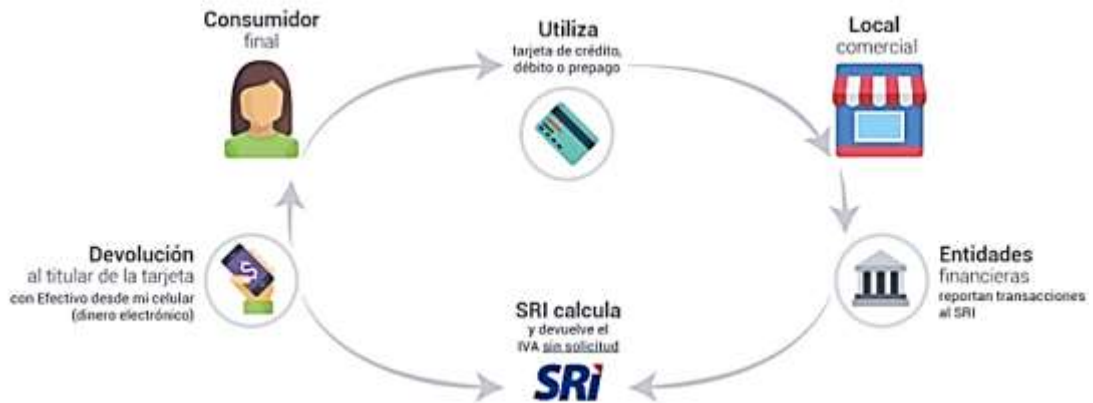 Consumidor
final
Utiliza
tarjeta de crédito,
débito o prepago
Local
comercial
Entidades
financieras
reportan transacciones
al SRI
SRI calcula
y devuelve el
IVA sin solicitud
SRi
Devolución
al titular de la tarjeta
con Efectivo desde mi celular
(dinero electrónico)